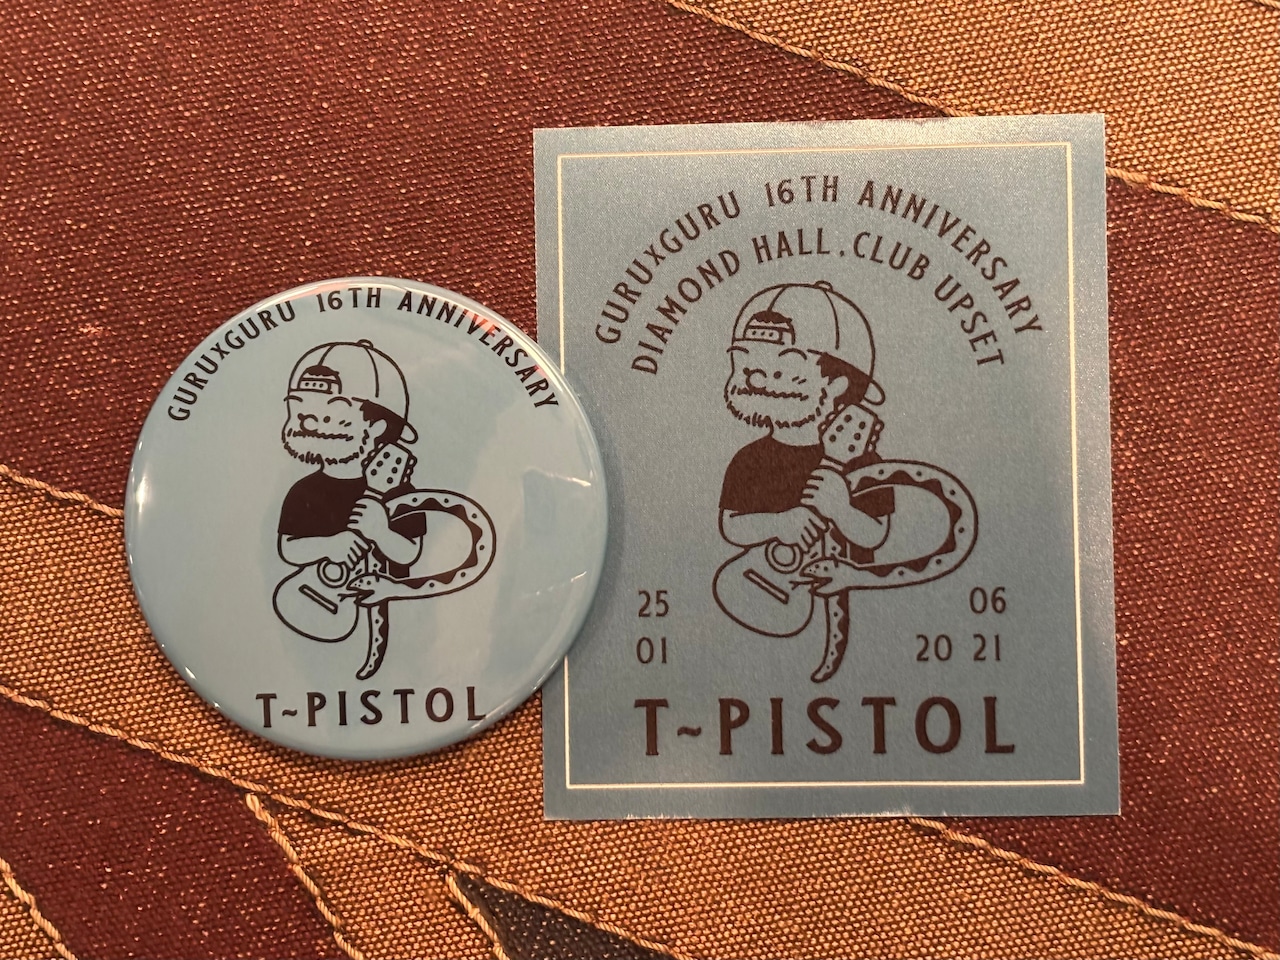 GURUxGURU 16TH ANNIVERSARY
T~PISTOL
GURUxGURU 16TH ANNIVERSARY
DIAMOND HALL.CLUB UPSET
25 06
01 20 21
T~PISTOL